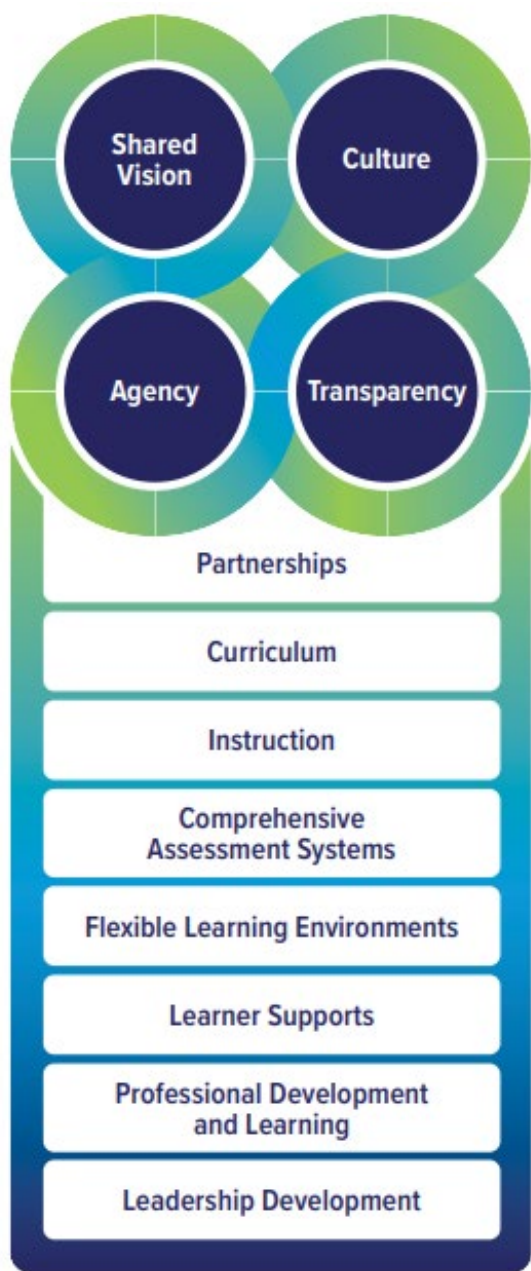 Shared
Vision
Culture
Agency
Transparency
Partnerships
Curriculum
Instruction
Comprehensive
Assessment Systems
Flexible Learning Environments
Learner Supports
Professional Development
and Learning
Leadership Development